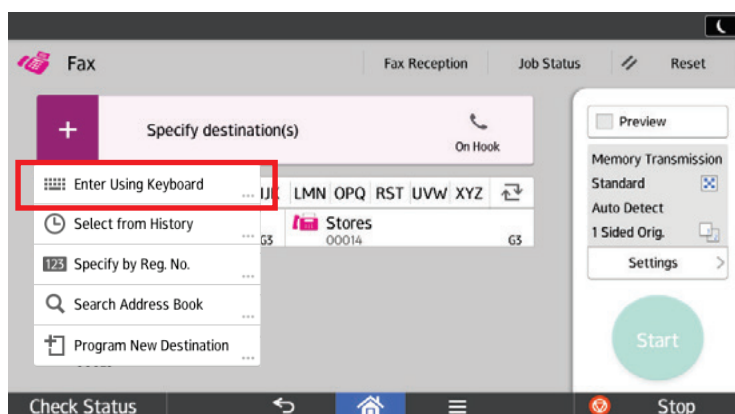 Fax
Fax Reception
Job Status
Reset
+
Specify destination(s)
On Hook
Preview
Memory Transmission
Standard
Auto Detect
1 Sided Orig.
Settings
Start
Enter Using Keyboard ...
Select from History ...
123 Specify by Reg. No. ...
Search Address Book ...
Program New Destination ...
IJK LMN OPQ RST UVW XYZ
G3
Stores
00014
G3
Check Status
Stop